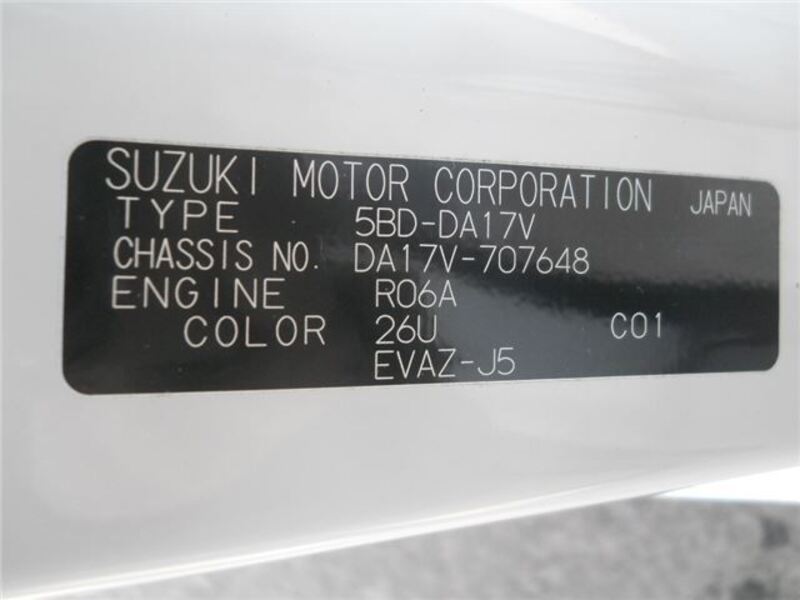 SUZUKI MOTOR CORPORATION JAPAN
TYPE 5BD-DA17V
CHASSIS NO. DA17V-707648
ENGINE R06A
COLOR 26U C01
EVAZ-J5